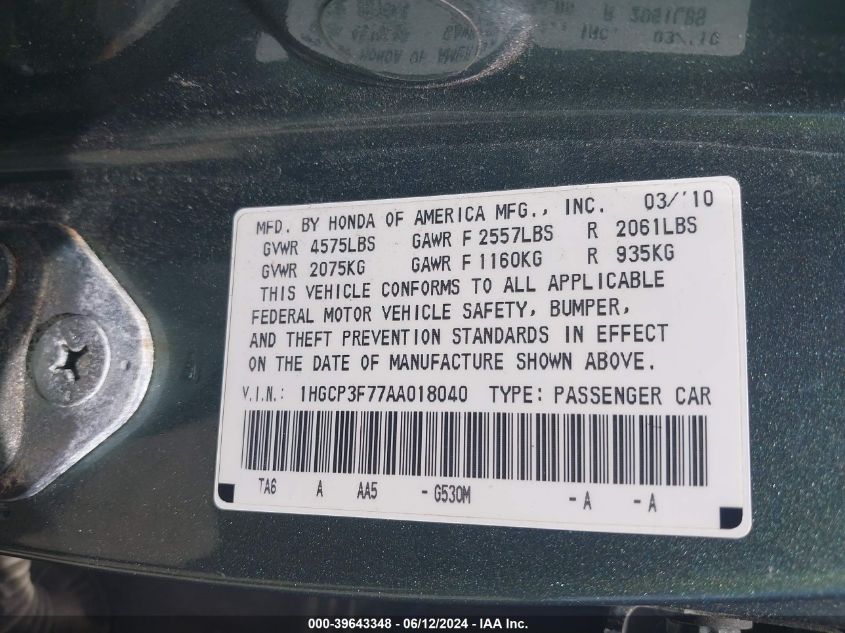 MFD. BY HONDA OF AMERICA MFG., INC. 03/'10
GVWR 4575LBS GAWR F 2557LBS R 2061LBS
GVWR 2075KG GAWR F 1160KG R 935KG
THIS VEHICLE CONFORMS TO ALL APPLICABLE
FEDERAL MOTOR VEHICLE SAFETY, BUMPER,
AND THEFT PREVENTION STANDARDS IN EFFECT
ON THE DATE OF MANUFACTURE SHOWN ABOVE.
V.I.N.: 1HGCP3F77AA018040 TYPE: PASSENGER CAR
TA6 A AA5 - G530M - A - A
000-39643348 - 06/12/2024 - IAA Inc.